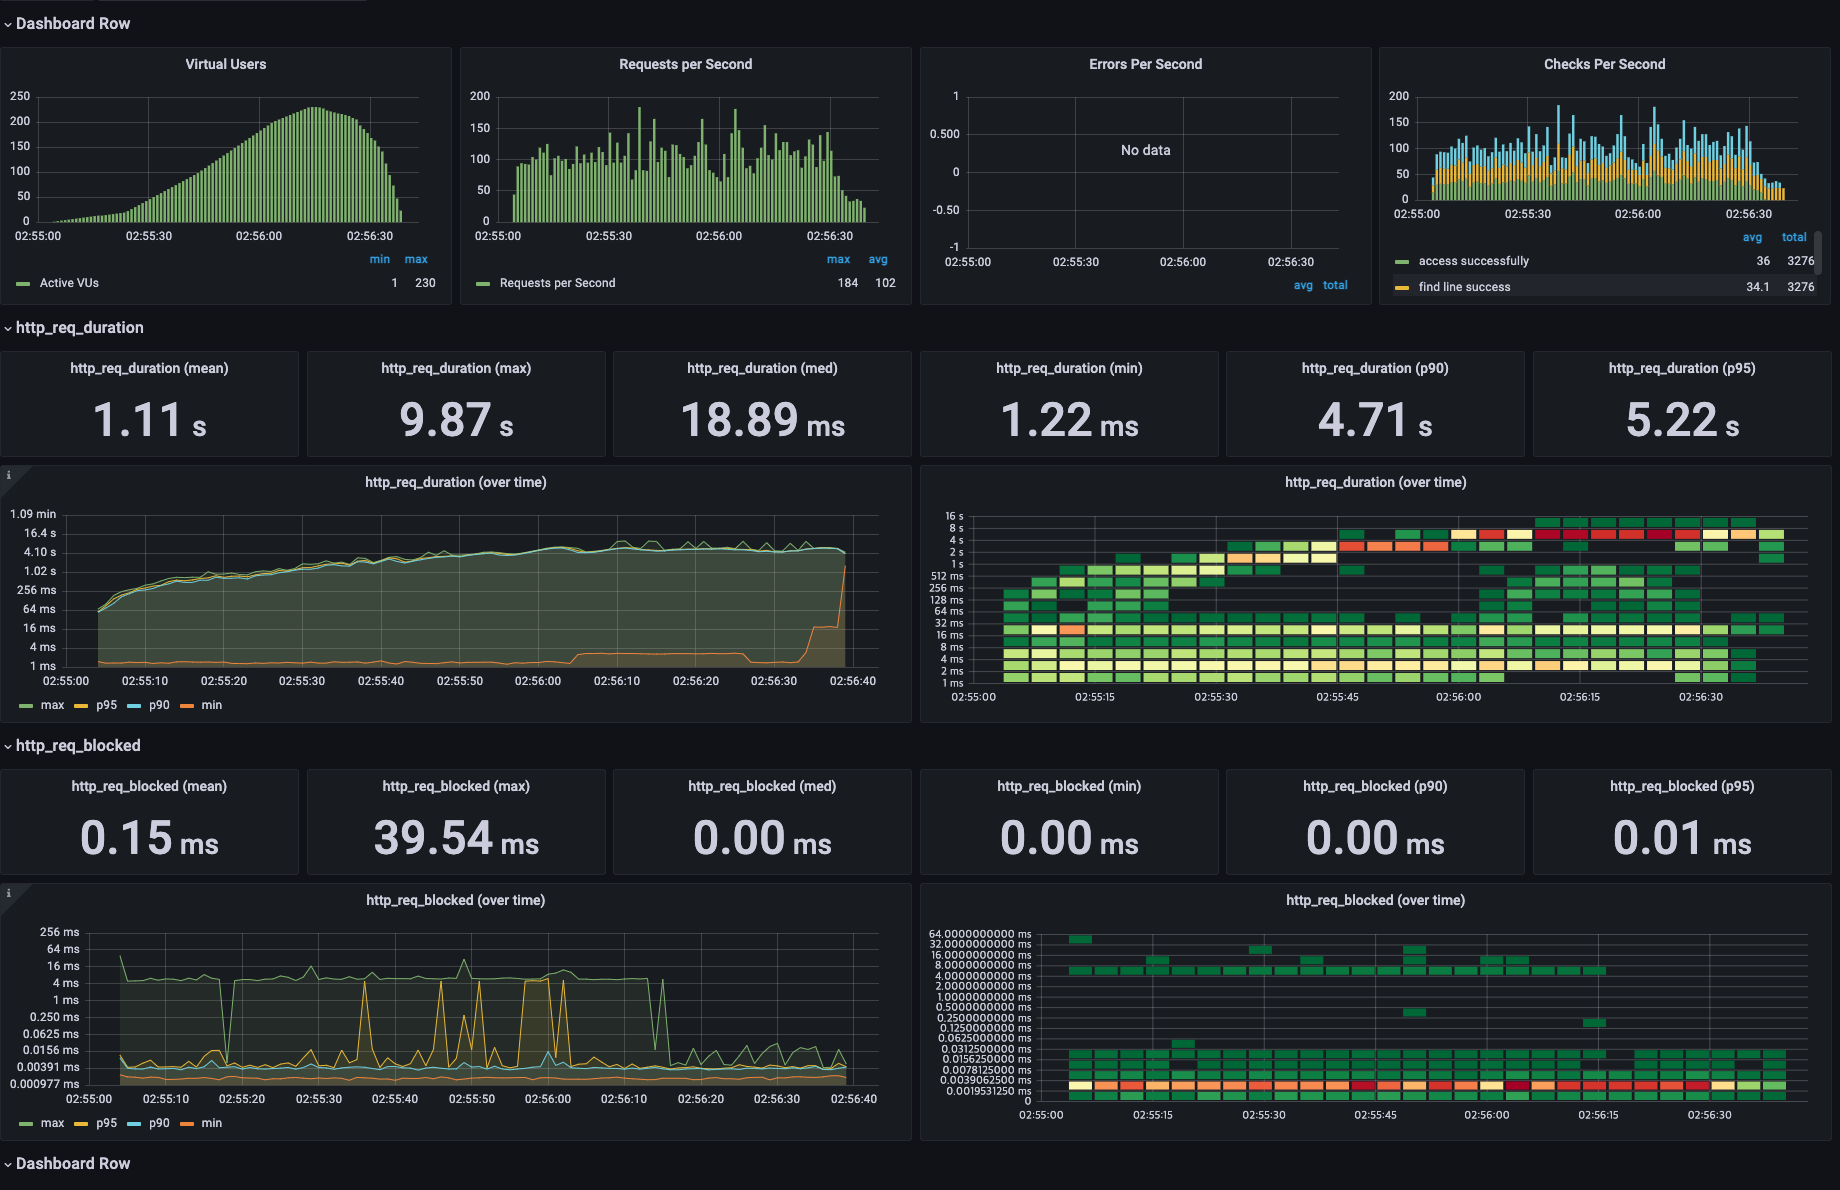 Dashboard Row
Virtual Users
250
200
150
100
50
0
02:55:00 02:55:30 02:56:00 02:56:30
min max
Active VUs 1 230
Requests per Second
200
150
100
50
0
02:55:00 02:55:30 02:56:00 02:56:30
max avg
Requests per Second 184 102
Errors Per Second
1
0.500
0
-0.50
-1
No data
02:55:00 02:55:30 02:56:00 02:56:30
avg total
Checks Per Second
200
150
100
50
0
02:55:00 02:55:30 02:56:00 02:56:30
avg total
access successfully 36 3276
find line success 34.1 3276
http_req_duration
http_req_duration (mean)
1.11 s
http_req_duration (max)
9.87 s
http_req_duration (med)
18.89 ms
http_req_duration (min)
1.22 ms
http_req_duration (p90)
4.71 s
http_req_duration (p95)
5.22 s
i
http_req_duration (over time)
1.09 min
16.4 s
4.10 s
1.02 s
256 ms
64 ms
16 ms
4 ms
1 ms
02:55:00 02:55:10 02:55:20 02:55:30 02:55:40 02:55:50 02:56:00 02:56:10 02:56:20 02:56:30 02:56:40
max p95 p90 min
http_req_duration (over time)
16 s
8 s
4 s
2 s
1 s
512 ms
256 ms
128 ms
64 ms
32 ms
16 ms
8 ms
4 ms
2 ms
1 ms
02:55:00 02:55:15 02:55:30 02:55:45 02:56:00 02:56:15 02:56:30
http_req_blocked
http_req_blocked (mean)
0.15 ms
http_req_blocked (max)
39.54 ms
http_req_blocked (med)
0.00 ms
http_req_blocked (min)
0.00 ms
http_req_blocked (p90)
0.00 ms
http_req_blocked (p95)
0.01 ms
i
http_req_blocked (over time)
256 ms
64 ms
16 ms
4 ms
1 ms
0.250 ms
0.0625 ms
0.0156 ms
0.00391 ms
0.000977 ms
02:55:00 02:55:10 02:55:20 02:55:30 02:55:40 02:55:50 02:56:00 02:56:10 02:56:20 02:56:30 02:56:40
max p95 p90 min
http_req_blocked (over time)
64.0000000000 ms
32.0000000000 ms
16.0000000000 ms
8.0000000000 ms
4.0000000000 ms
2.0000000000 ms
1.0000000000 ms
0.5000000000 ms
0.2500000000 ms
0.1250000000 ms
0.0625000000 ms
0.0312500000 ms
0.0156250000 ms
0.0078125000 ms
0.0039062500 ms
0.0019531250 ms
0
02:55:00 02:55:15 02:55:30 02:55:45 02:56:00 02:56:15 02:56:30
Dashboard Row